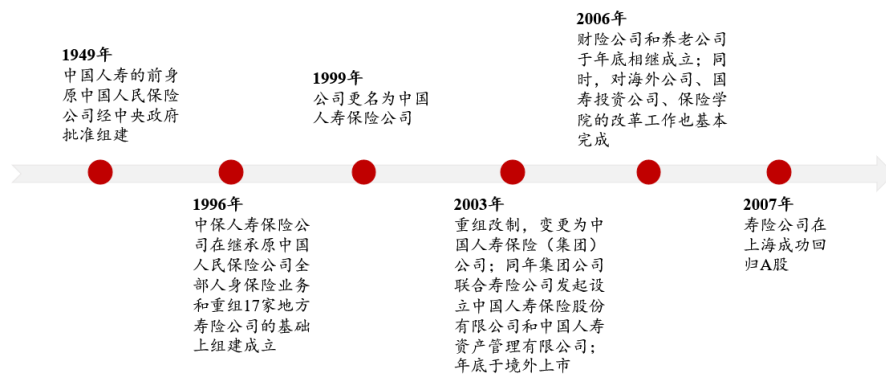 1949年
中国人寿的前身
原中国人民保险
公司经中央政府
批准组建
1996年
中保人寿保险公
司在继承原中国
人民保险公司全
部人身保险业务
和重组17家地方
寿险公司的基础
上组建成立
1999年
公司更名为中国
人寿保险公司
2003年
重组改制，变更为中
国人寿保险（集团）
公司；同年集团公司
联合寿险公司发起设
立中国人寿保险股份
有限公司和中国人寿
资产管理有限公司；
年底于境外上市
2006年
财险公司和养老公司
于年底相继成立；同
时，对海外公司、国
寿投资公司、保险学
院的改革工作也基本
完成
2007年
寿险公司在
上海成功回
归A股